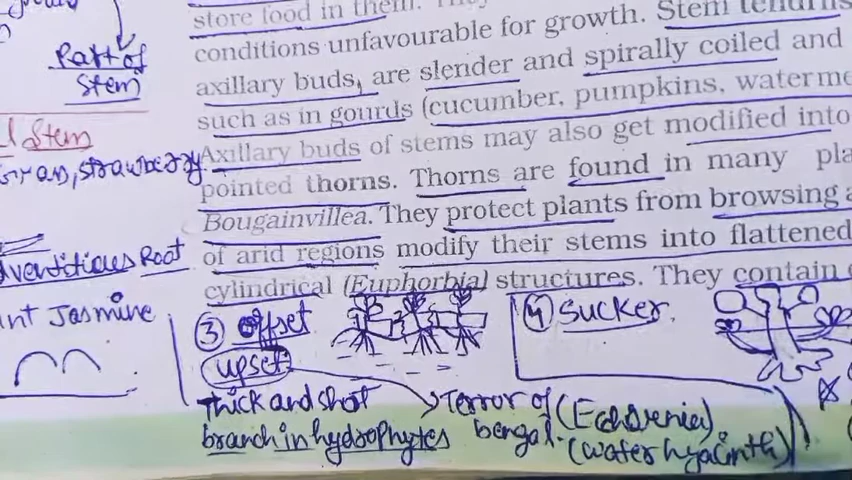 Part of
Stem
Stem
strawberry
Root
Jasmine
store food in them. They
conditions unfavourable for growth. Stem tendrils
axillary buds, are slender and spirally coiled and
such as in gourds (cucumber, pumpkins, waterme
Axillary buds of stems may also get modified into
pointed thorns. Thorns are found in many pla
Bougainvillea. They protect plants from browsing a
of arid regions modify their stems into flattened
cylindrical (Euphorbia) structures. They contain c
③ offset
upset
④ Sucker
Thick and shot
branch in hydrophytes
Terror of
bengal.
(water hyacinth)